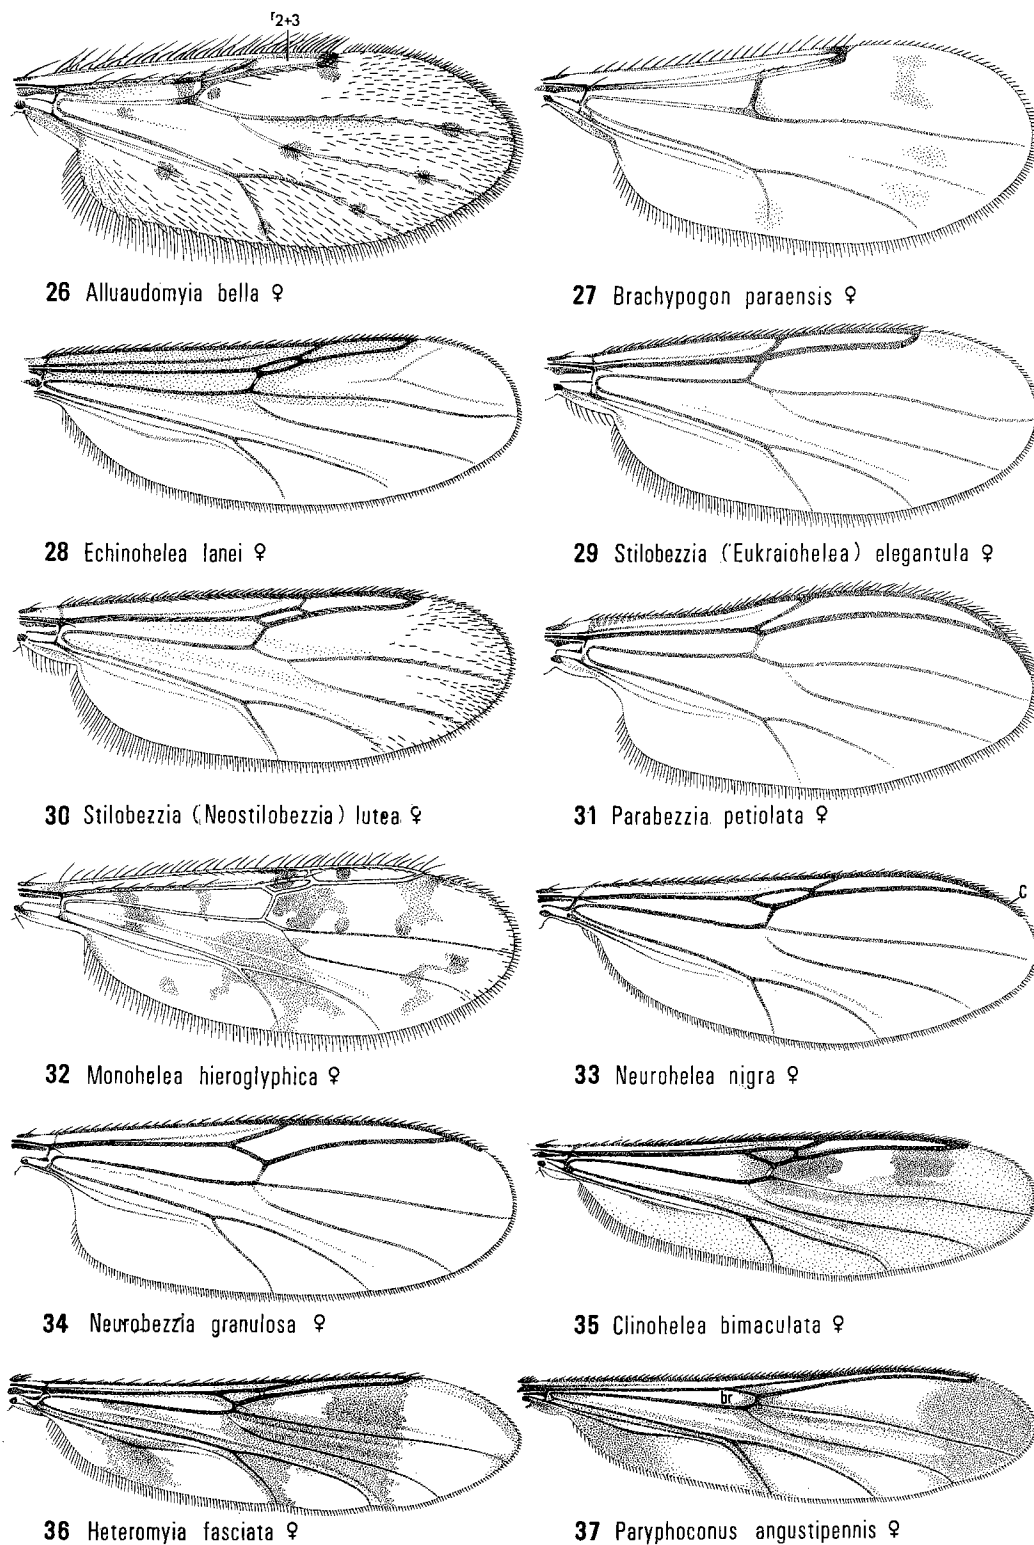 r2+3
26 Alluaudomyia bella ♀
27 Brachypogon paraensis ♀
28 Echinohelea lanei ♀
29 Stilobezzia (Eukraiohelea) elegantula ♀
30 Stilobezzia (Neostilobezzia) lutea ♀
31 Parabezzia petiolata ♀
C
32 Monohelea hieroglyphica ♀
33 Neurohelea nigra ♀
34 Neurobezzia granulosa ♀
35 Clinohelea bimaculata ♀
br
36 Heteromyia fasciata ♀
37 Paryphoconus angustipennis ♀